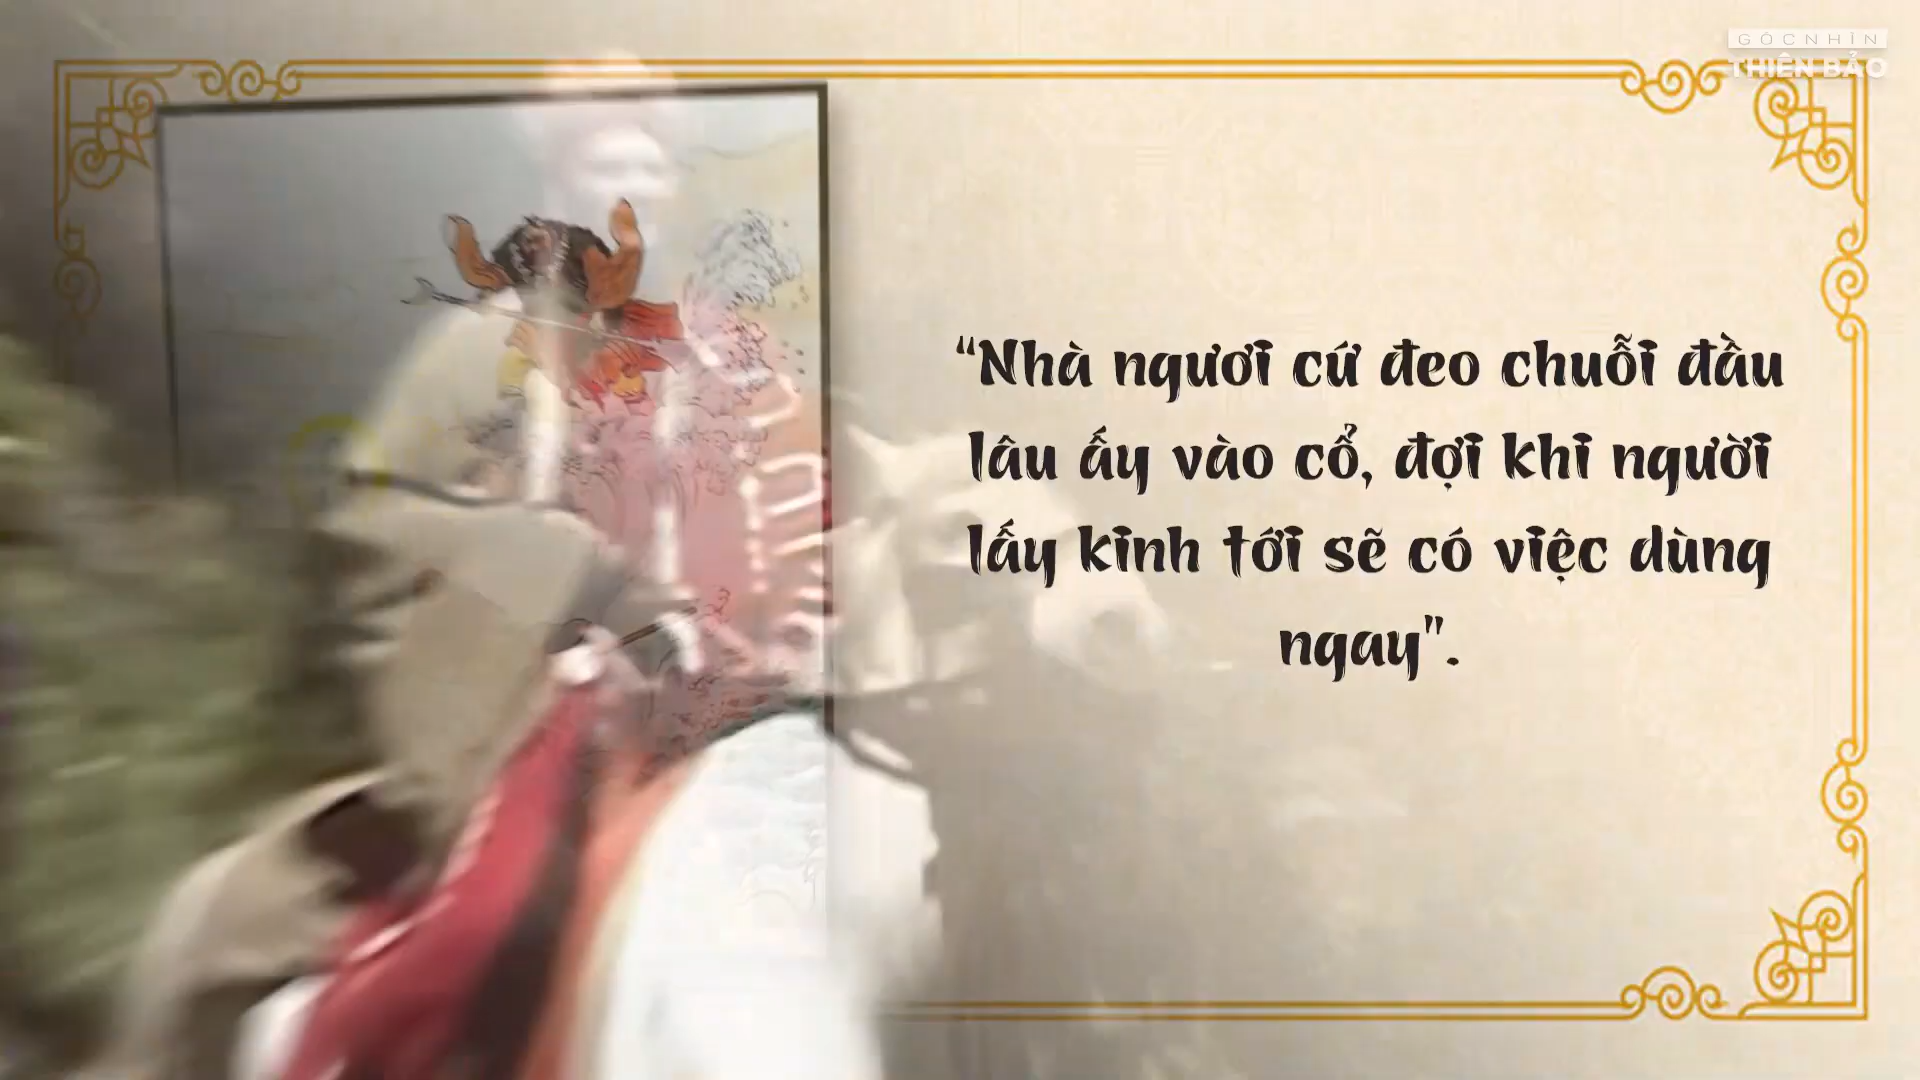 GÓC NHÌN
THIÊN BẢO
“Nhà ngươi cứ đeo chuỗi đầu
lâu ấy vào cổ, đợi khi người
lấy kinh tới sẽ có việc dùng
ngay".